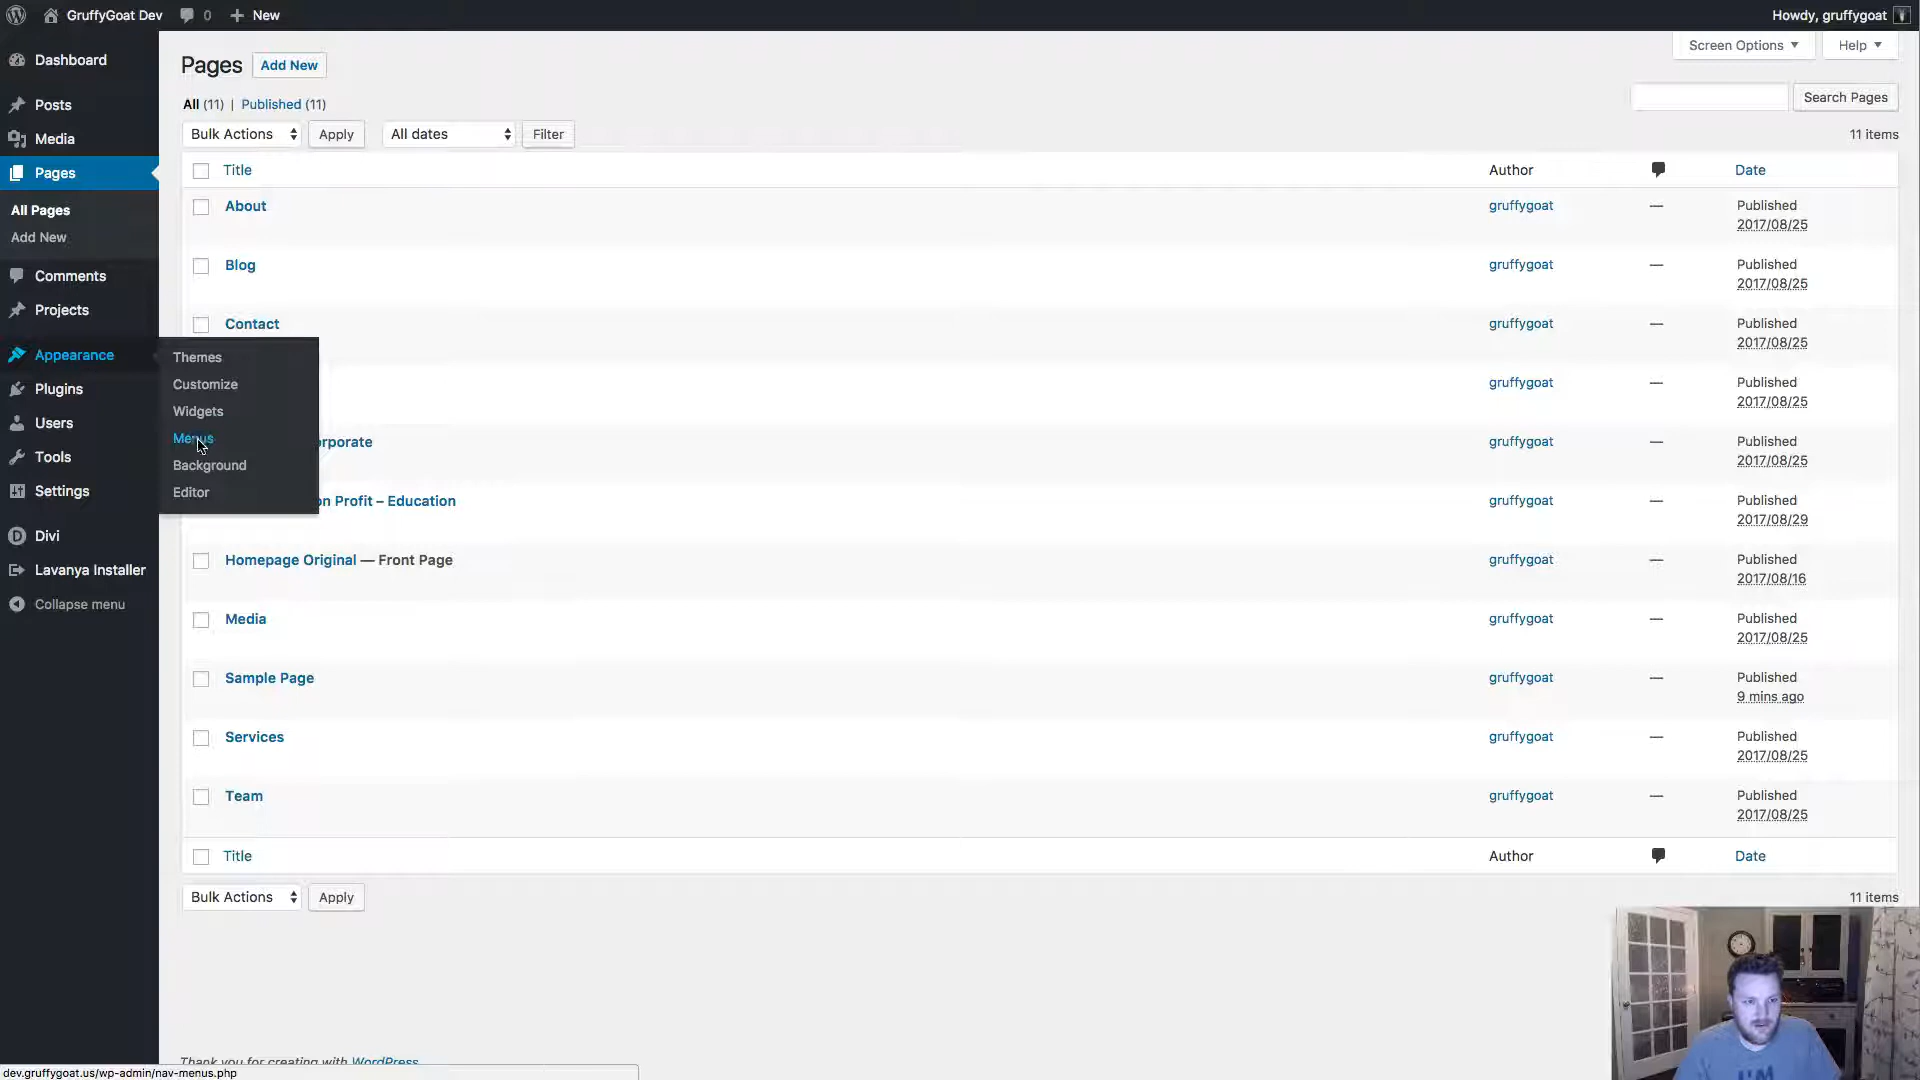 GruffyGoat Dev 0 New Howdy, gruffygoat
Screen Options Help
Dashboard
Posts
Media
Pages
All Pages
Add New
Comments
Projects
Appearance
Plugins
Users
Tools
Settings
Divi
Lavanya Installer
Collapse menu
Themes
Customize
Widgets
Menus
Background
Editor
Pages Add New
All (11) | Published (11)
Search Pages
Bulk Actions Apply All dates Filter 11 items
Title Author Date
About gruffygoat — Published
2017/08/25
Blog gruffygoat — Published
2017/08/25
Contact gruffygoat — Published
2017/08/25
gruffygoat — Published
2017/08/25
rporate gruffygoat — Published
2017/08/25
on Profit – Education gruffygoat — Published
2017/08/29
Homepage Original — Front Page gruffygoat — Published
2017/08/16
Media gruffygoat — Published
2017/08/25
Sample Page gruffygoat — Published
9 mins ago
Services gruffygoat — Published
2017/08/25
Team gruffygoat — Published
2017/08/25
Title Author Date
Bulk Actions Apply 11 items
Thank you for creating with WordPress
dev.gruffygoat.us/wp-admin/nav-menus.php
I'M